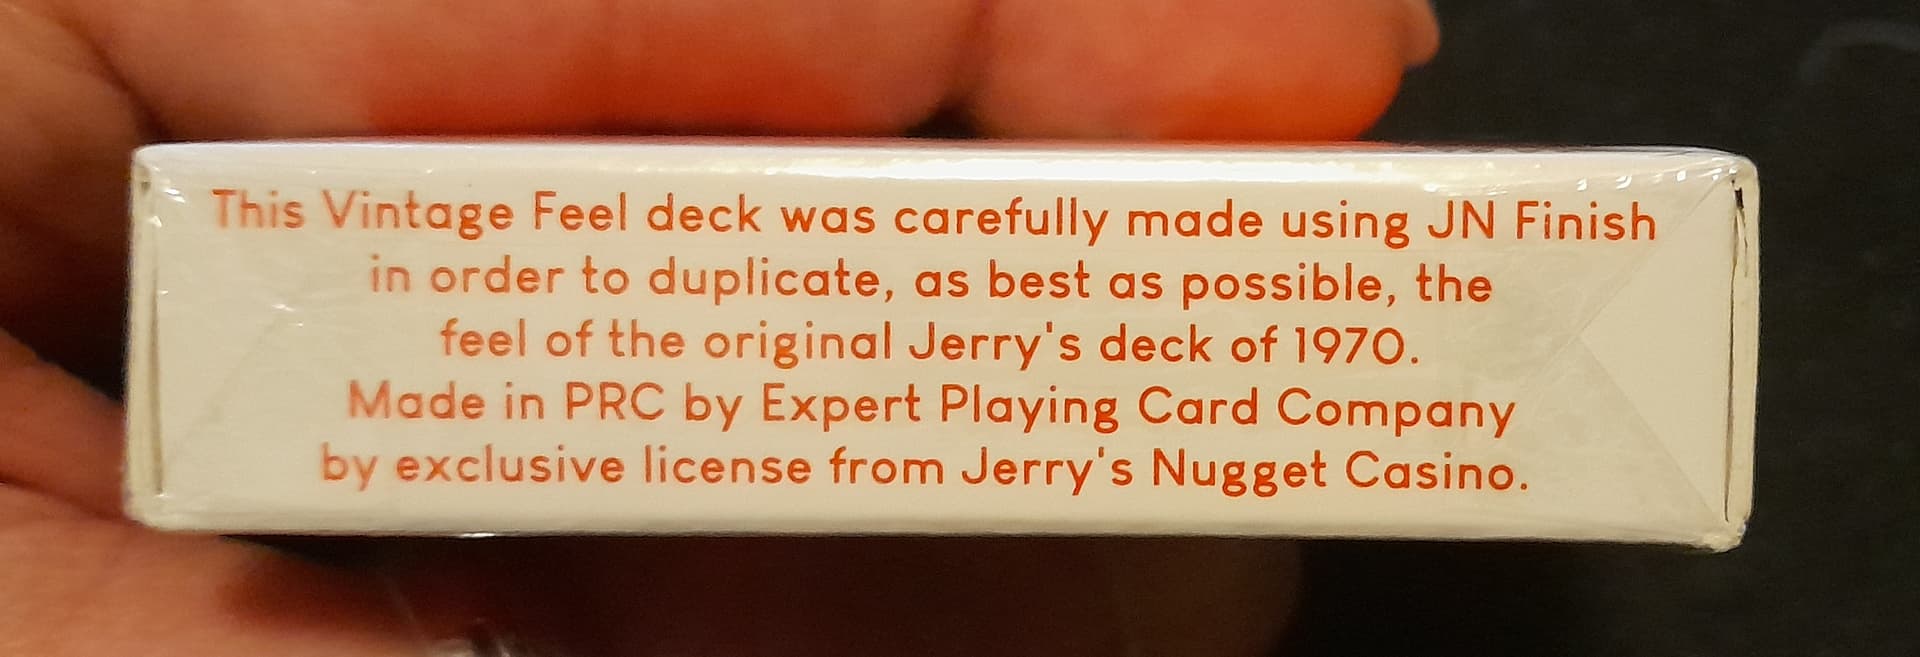 This Vintage Feel deck was carefully made using JN Finish
in order to duplicate, as best as possible, the
feel of the original Jerry's deck of 1970.
Made in PRC by Expert Playing Card Company
by exclusive license from Jerry's Nugget Casino.